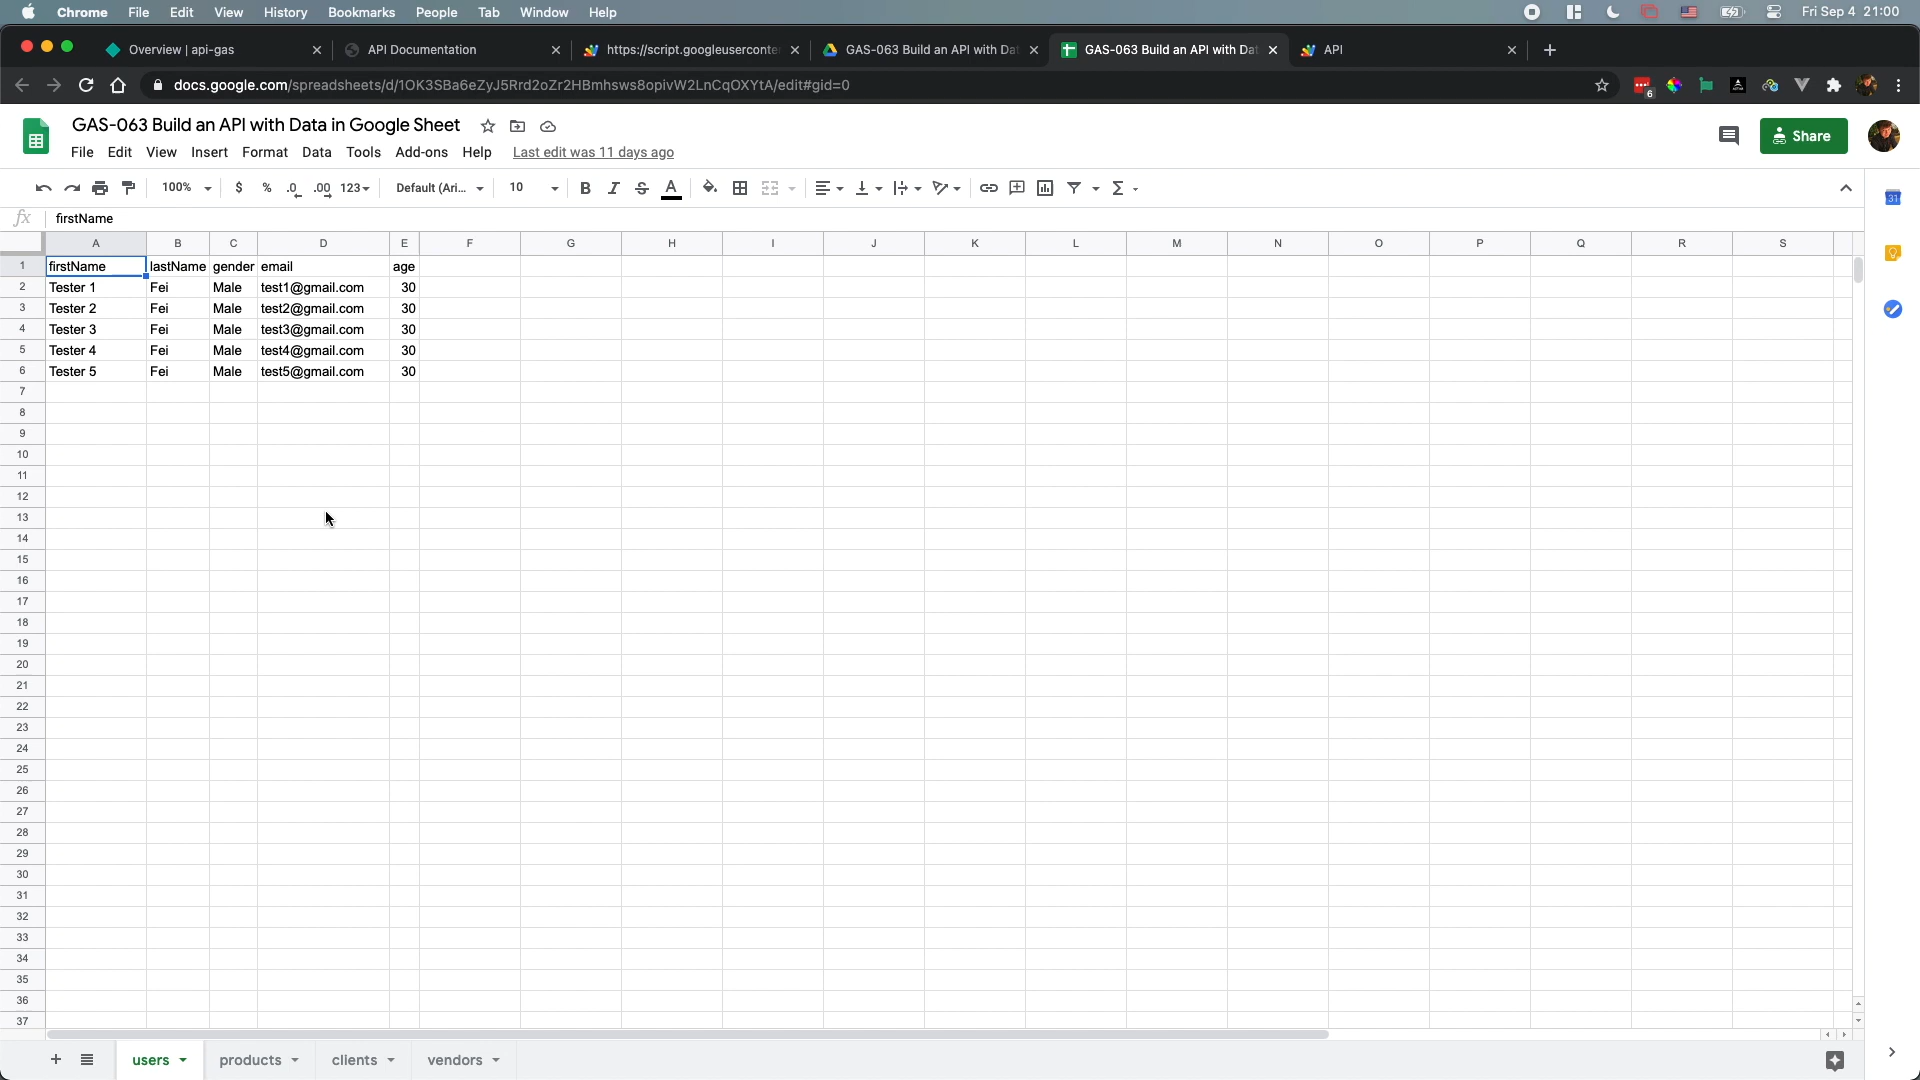 Chrome File Edit View History Bookmarks People Tab Window Help Fri Sep 4 21:00
Overview | api-gas API Documentation https://script.googleuserconte GAS-063 Build an API with Dat GAS-063 Build an API with Dat API
docs.google.com/spreadsheets/d/1OK3SBa6eZyJ5Rrd2oZr2HBmhsws8opivW2LnCqOXYtA/edit#gid=0 6
GAS-063 Build an API with Data in Google Sheet
Share
File Edit View Insert Format Data Tools Add-ons Help Last edit was 11 days ago
100% $ % .0 .00 123 Default (Ari... 10 B I S A Σ
31
fx firstName
A B C D E F G H I J K L M N O P Q R S
1 firstName lastName gender email age
2 Tester 1 Fei Male test1@gmail.com 30
3 Tester 2 Fei Male test2@gmail.com 30
4 Tester 3 Fei Male test3@gmail.com 30
5 Tester 4 Fei Male test4@gmail.com 30
6 Tester 5 Fei Male test5@gmail.com 30
7
8
9
10
11
12
13
14
15
16
17
18
19
20
21
22
23
24
25
26
27
28
29
30
31
32
33
34
35
36
37
users products clients vendors